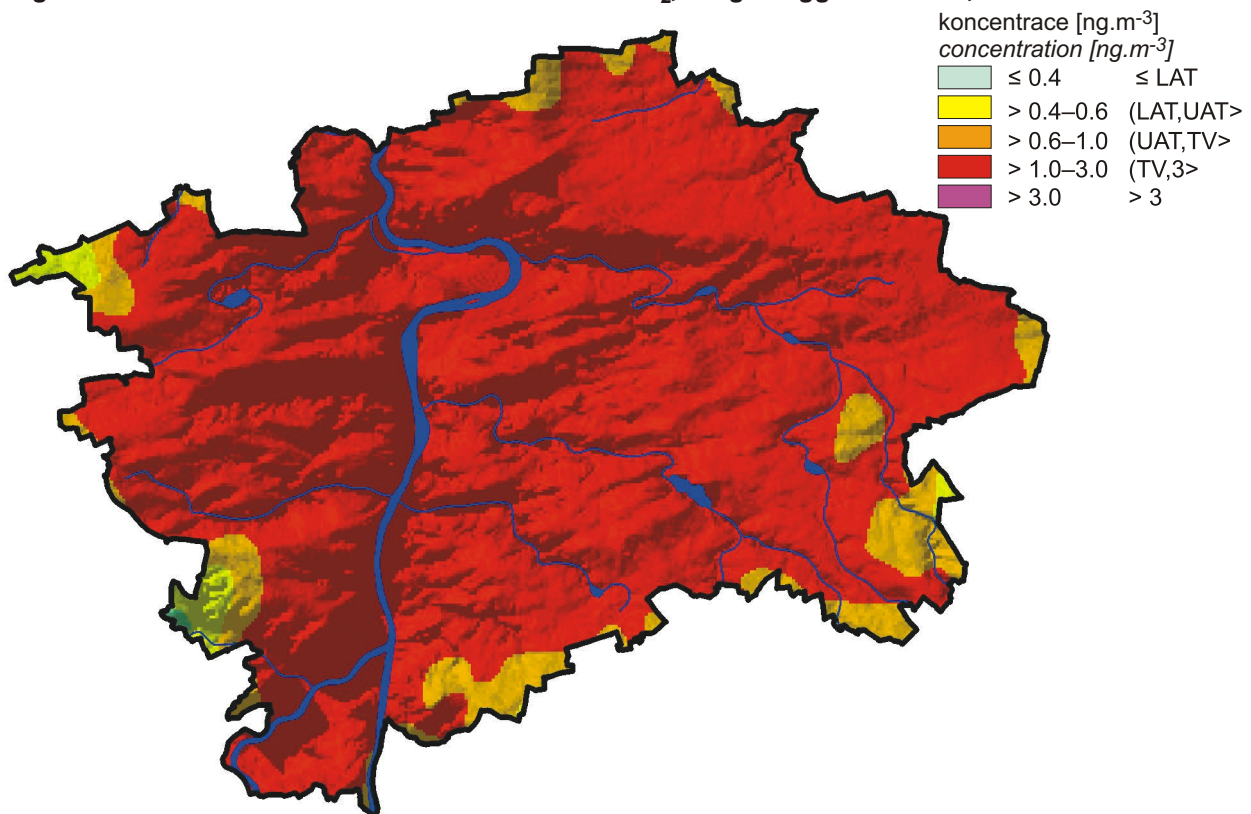 koncentrace [ng.m-3]
concentration [ng.m-3]
≤ 0.4 ≤ LAT
> 0.4–0.6 (LAT,UAT>
> 0.6–1.0 (UAT,TV>
> 1.0–3.0 (TV,3>
> 3.0 > 3